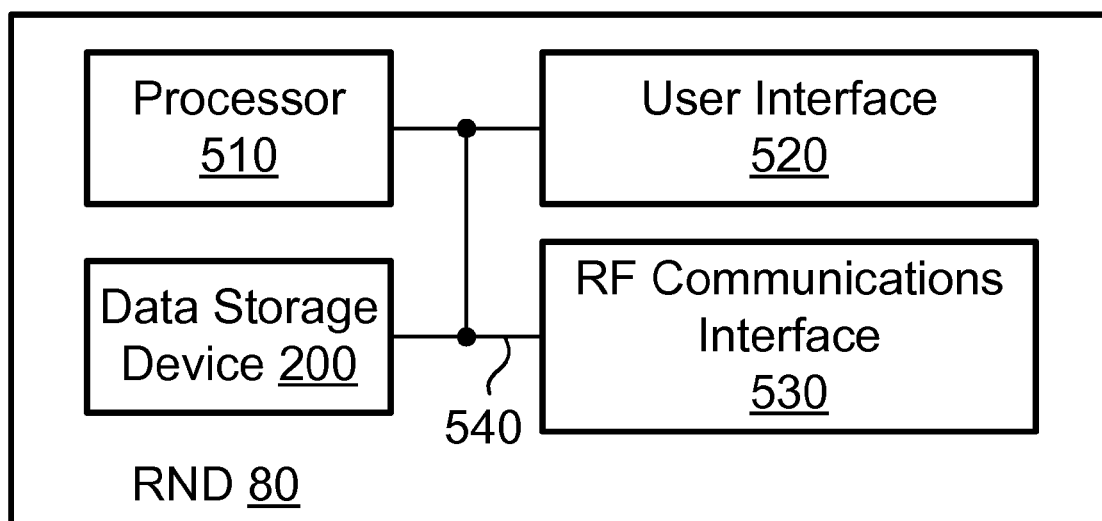 Processor
510
User Interface
520
Data Storage
Device 200
RF Communications
Interface
530
540
RND 80